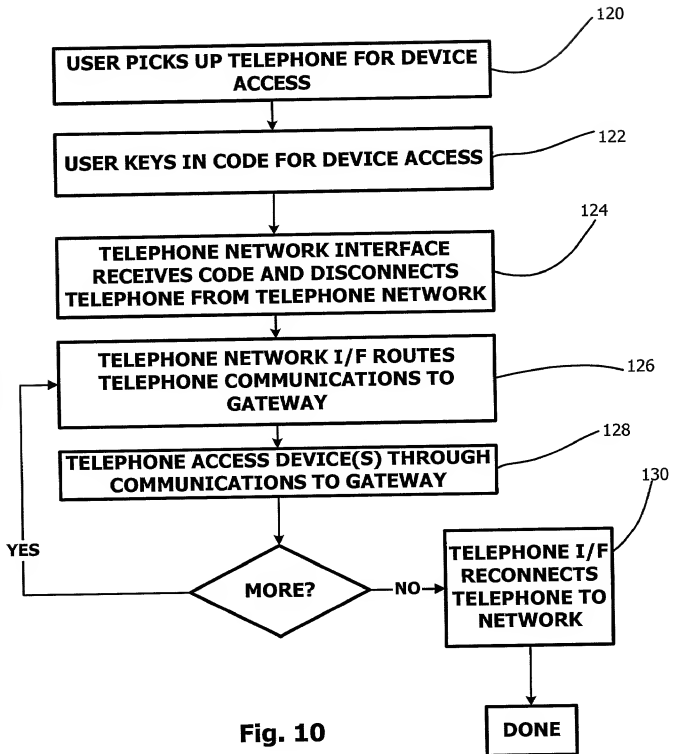 120
USER PICKS UP TELEPHONE FOR DEVICE
ACCESS
122
USER KEYS IN CODE FOR DEVICE ACCESS
124
TELEPHONE NETWORK INTERFACE
RECEIVES CODE AND DISCONNECTS
TELEPHONE FROM TELEPHONE NETWORK
TELEPHONE NETWORK I/F ROUTES
TELEPHONE COMMUNICATIONS TO
GATEWAY
126
128
TELEPHONE ACCESS DEVICE(S) THROUGH
COMMUNICATIONS TO GATEWAY
130
YES
MORE?
NO
TELEPHONE I/F
RECONNECTS
TELEPHONE TO
NETWORK
DONE
Fig. 10